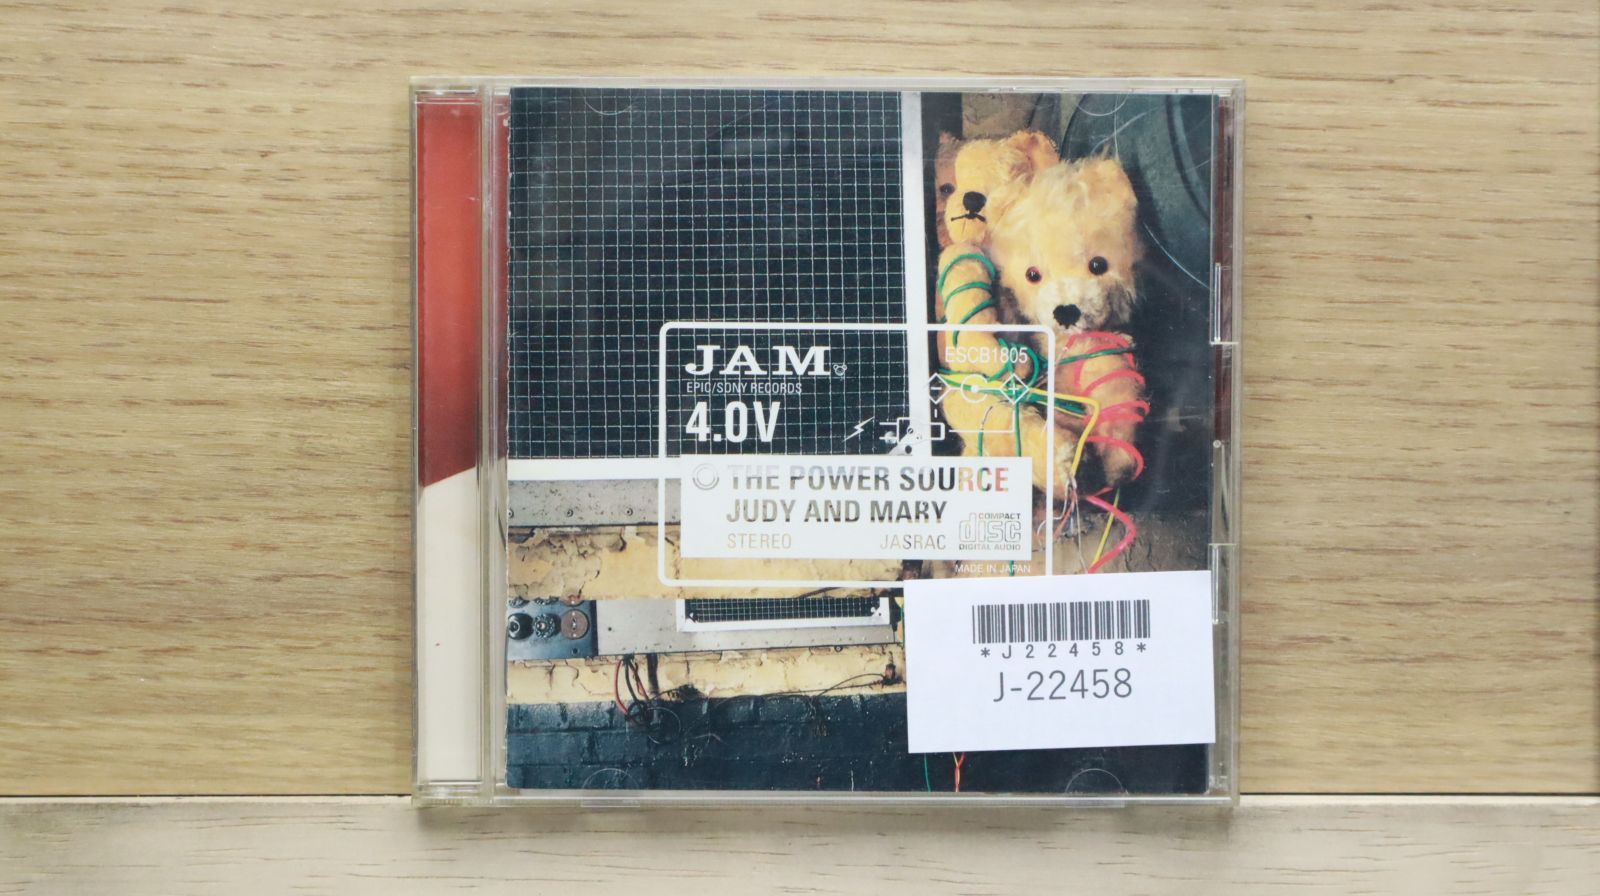 JAM
ESCB1805
EPIC/SONY RECORDS
4.0V
THE POWER SOURCE
JUDY AND MARY
STEREO JASRAC
COMPACT
disc
DIGITAL AUDIO
MADE IN JAPAN
*J22458*
J-22458